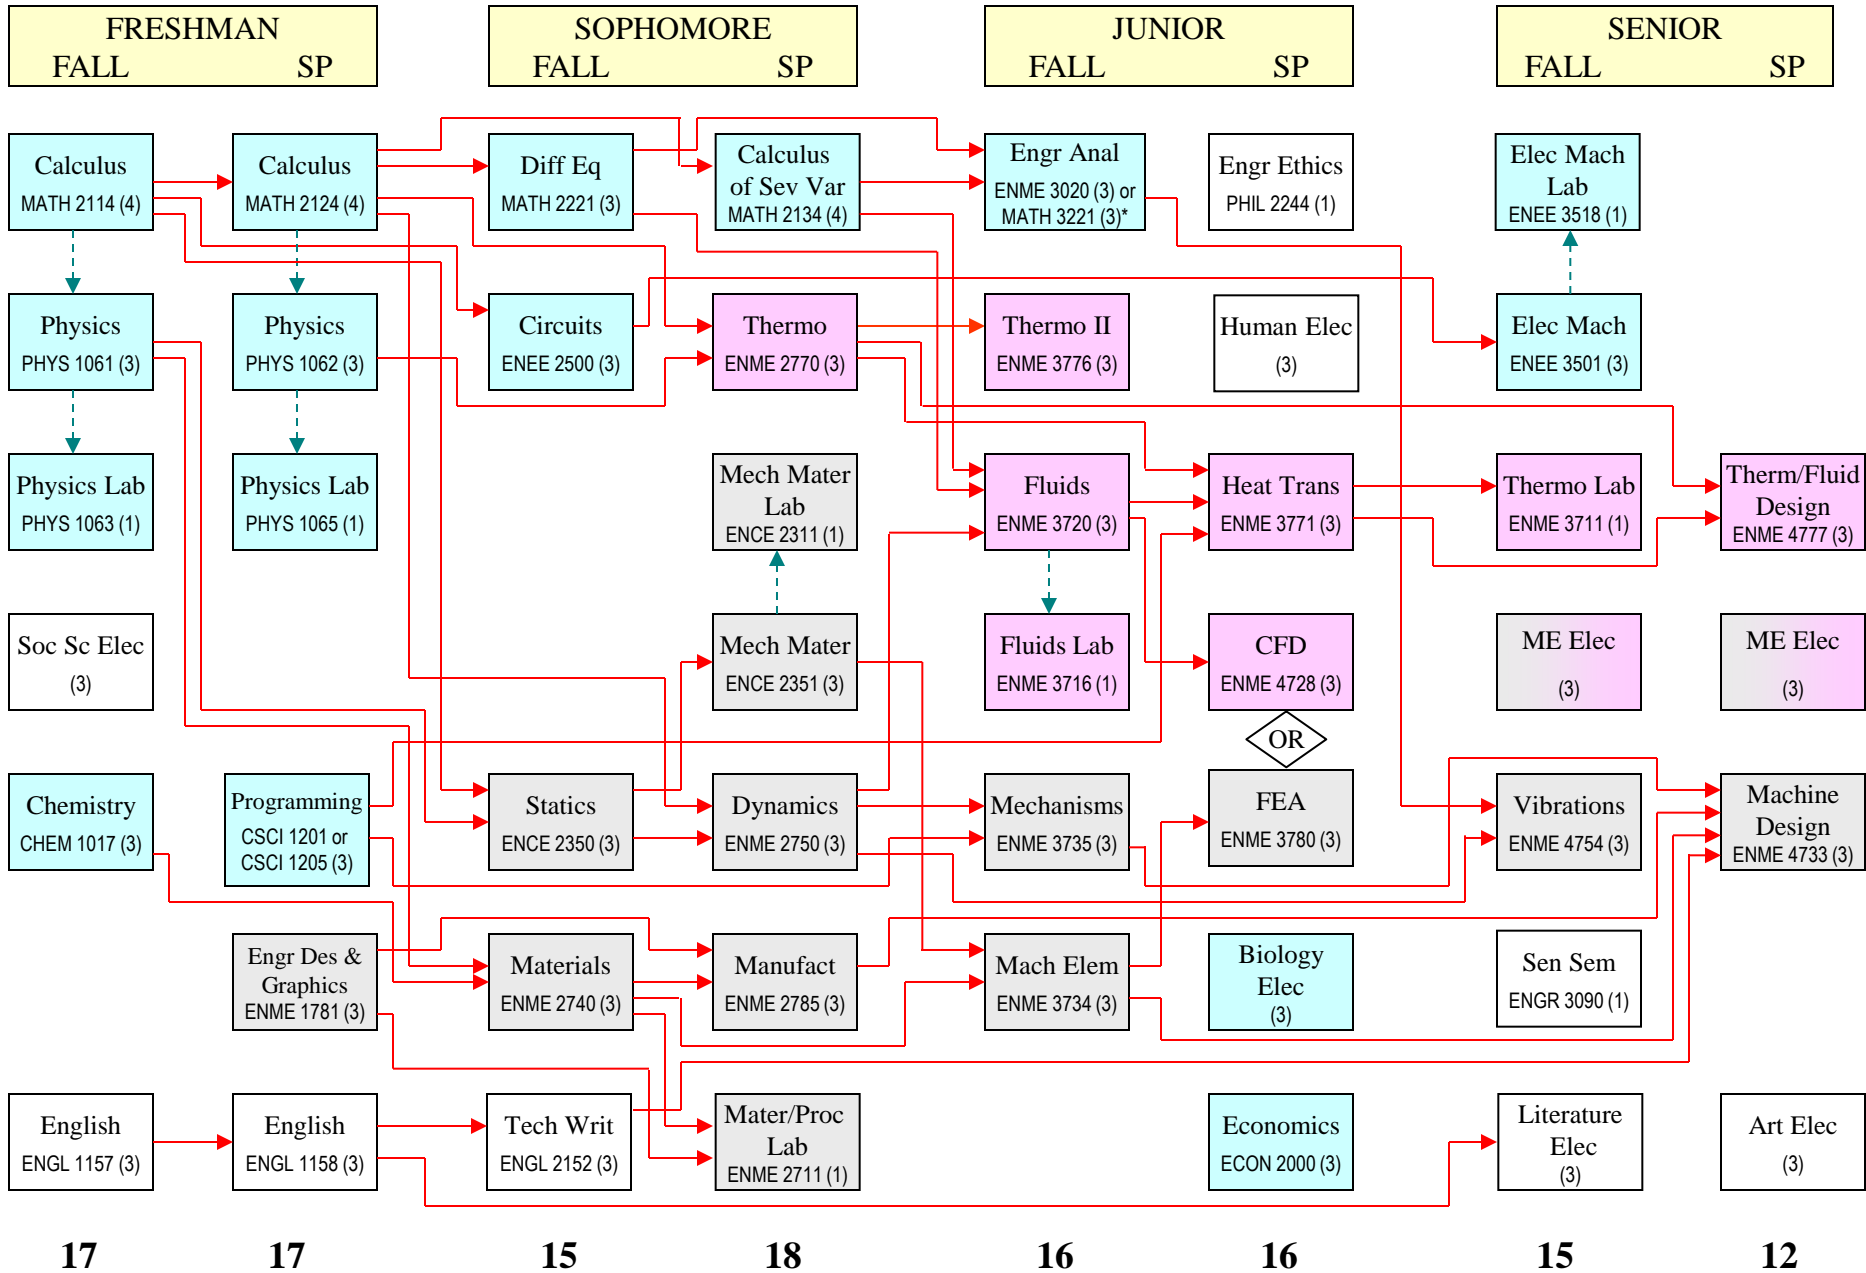 FRESHMAN
FALL SP
SOPHOMORE
FALL SP
JUNIOR
FALL SP
SENIOR
FALL SP
Calculus
MATH 2114 (4)
Calculus
MATH 2124 (4)
Diff Eq
MATH 2221 (3)
Calculus
of Sev Var
MATH 2134 (4)
Engr Anal
ENME 3020 (3) or
MATH 3221 (3)*
Engr Ethics
PHIL 2244 (1)
Elec Mach
Lab
ENEE 3518 (1)
Physics
PHYS 1061 (3)
Physics
PHYS 1062 (3)
Circuits
ENEE 2500 (3)
Thermo
ENME 2770 (3)
Thermo II
ENME 3776 (3)
Human Elec
(3)
Elec Mach
ENEE 3501 (3)
Physics Lab
PHYS 1063 (1)
Physics Lab
PHYS 1065 (1)
Mech Mater
Lab
ENCE 2311 (1)
Fluids
ENME 3720 (3)
Heat Trans
ENME 3771 (3)
Thermo Lab
ENME 3711 (1)
Therm/Fluid
Design
ENME 4777 (3)
Soc Sc Elec
(3)
Mech Mater
ENCE 2351 (3)
Fluids Lab
ENME 3716 (1)
CFD
ENME 4728 (3)
ME Elec
(3)
ME Elec
(3)
OR
Chemistry
CHEM 1017 (3)
Programming
CSCI 1201 or
CSCI 1205 (3)
Statics
ENCE 2350 (3)
Dynamics
ENME 2750 (3)
Mechanisms
ENME 3735 (3)
FEA
ENME 3780 (3)
Vibrations
ENME 4754 (3)
Machine
Design
ENME 4733 (3)
Engr Des &
Graphics
ENME 1781 (3)
Materials
ENME 2740 (3)
Manufact
ENME 2785 (3)
Mach Elem
ENME 3734 (3)
Biology
Elec
(3)
Sen Sem
ENGR 3090 (1)
English
ENGL 1157 (3)
English
ENGL 1158 (3)
Tech Writ
ENGL 2152 (3)
Mater/Proc
Lab
ENME 2711 (1)
Economics
ECON 2000 (3)
Literature
Elec
(3)
Art Elec
(3)
17 17 15 18 16 16 15 12